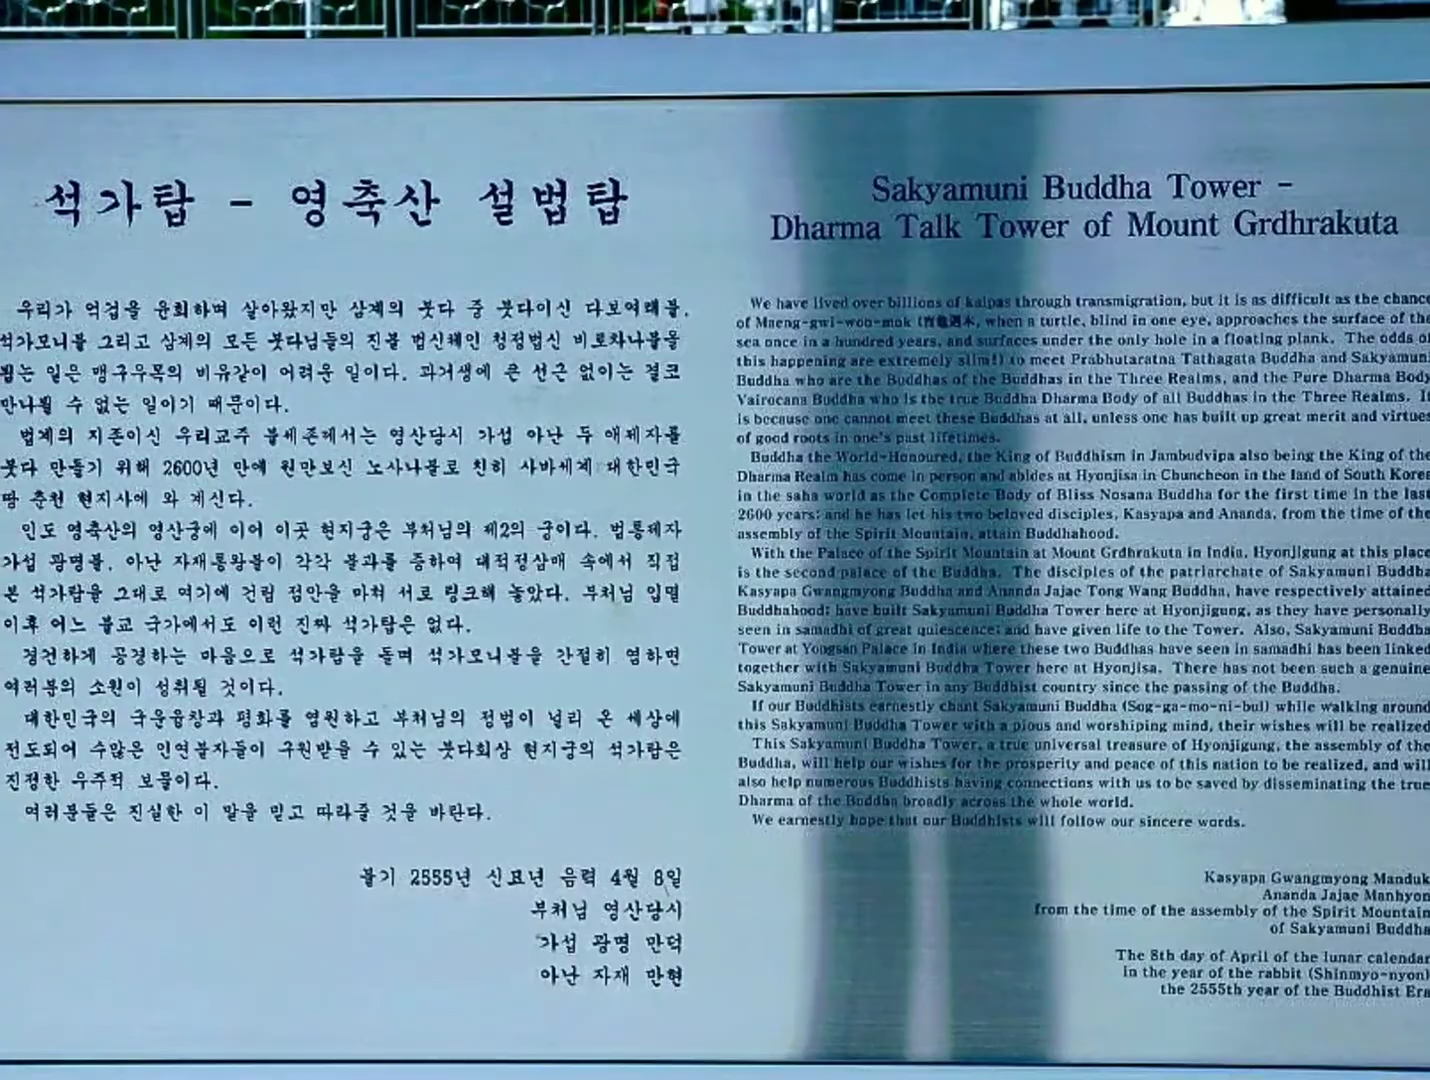 석가탑 - 영축산 설법탑
우리가 억겁을 윤회하며 살아왔지만 삼계의 붓다 중 붓다이신 다보여래불,
석가모니불 그리고 삼계의 모든 붓다님들의 진불 법신체인 청정법신 비로자나불을
뵙는 일은 맹구우목의 비유같이 어려운 일이다. 과거생에 큰 선근 없이는 결코
만나뵐 수 없는 일이기 때문이다.
법계의 지존이신 우리교주 불세존께서는 영산당시 가섭 아난 두 애제자를
붓다 만들기 위해 2600년 만에 원만보신 노사나불로 친히 사바세계 대한민국
땅 춘천 현지사에 와 계신다.
인도 영축산의 영산궁에 이어 이곳 현지궁은 부처님의 제2의 궁이다. 법통제자
가섭 광명불, 아난 자재통왕불이 각각 불과를 증하여 대적정삼매 속에서 직접
본 석가탑을 그대로 여기에 건립 점안을 마쳐 서로 링크해 놓았다. 부처님 입멸
이후 어느 불교 국가에서도 이런 진짜 석가탑은 없다.
경건하게 공경하는 마음으로 석가탑을 돌며 석가모니불을 간절히 염하면
여러분의 소원이 성취될 것이다.
대한민국의 국운융창과 평화를 염원하고 부처님의 정법이 널리 온 세상에
전도되어 수많은 인연불자들이 구원받을 수 있는 붓다회상 현지궁의 석가탑은
진정한 우주적 보물이다.
여러분들은 진실한 이 말을 믿고 따라줄 것을 바란다.
불기 2555년 신묘년 음력 4월 8일
부처님 영산당시
가섭 광명 만덕
아난 자재 만현
Sakyamuni Buddha Tower -
Dharma Talk Tower of Mount Grdhrakuta
We have lived over billions of kalpas through transmigration, but it is as difficult as the chance
of Maeng-gwi-woo-mok (盲龜遇木, when a turtle, blind in one eye, approaches the surface of the
sea once in a hundred years, and surfaces under the only hole in a floating plank. The odds of
this happening are extremely slim!) to meet Prabhutaratna Tathagata Buddha and Sakyamuni
Buddha who are the Buddhas of the Buddhas in the Three Realms, and the Pure Dharma Body
Vairocana Buddha who is the true Buddha Dharma Body of all Buddhas in the Three Realms. It
is because one cannot meet these Buddhas at all, unless one has built up great merit and virtues
of good roots in one's past lifetimes.
Buddha the World-Honoured, the King of Buddhism in Jambudvipa also being the King of the
Dharma Realm has come in person and abides at Hyonjisa in Chuncheon in the land of South Korea
in the saha world as the Complete Body of Bliss Nosana Buddha for the first time in the last
2600 years; and he has let his two beloved disciples, Kasyapa and Ananda, from the time of the
assembly of the Spirit Mountain, attain Buddhahood.
With the Palace of the Spirit Mountain at Mount Grdhrakuta in India, Hyonjigung at this place
is the second palace of the Buddha. The disciples of the patriarchate of Sakyamuni Buddha
Kasyapa Gwangmyong Buddha and Ananda Jajae Tong Wang Buddha, have respectively attained
Buddhahood; have built Sakyamuni Buddha Tower here at Hyonjigung, as they have personally
seen in samadhi of great quiescence; and have given life to the Tower. Also, Sakyamuni Buddha
Tower at Yongsan Palace in India where these two Buddhas have seen in samadhi has been linked
together with Sakyamuni Buddha Tower here at Hyonjisa. There has not been such a genuine
Sakyamuni Buddha Tower in any Buddhist country since the passing of the Buddha.
If our Buddhists earnestly chant Sakyamuni Buddha (Sog-ga-mo-ni-bul) while walking around
this Sakyamuni Buddha Tower with a pious and worshiping mind, their wishes will be realized
This Sakyamuni Buddha Tower, a true universal treasure of Hyonjigung, the assembly of the
Buddha, will help our wishes for the prosperity and peace of this nation to be realized, and will
also help numerous Buddhists having connections with us to be saved by disseminating the true
Dharma of the Buddha broadly across the whole world.
We earnestly hope that our Buddhists will follow our sincere words.
Kasyapa Gwangmyong Manduk
Ananda Jajae Manhyon
from the time of the assembly of the Spirit Mountain
of Sakyamuni Buddha
The 8th day of April of the lunar calendar
in the year of the rabbit (Shinmyo-nyon)
the 2555th year of the Buddhist Era